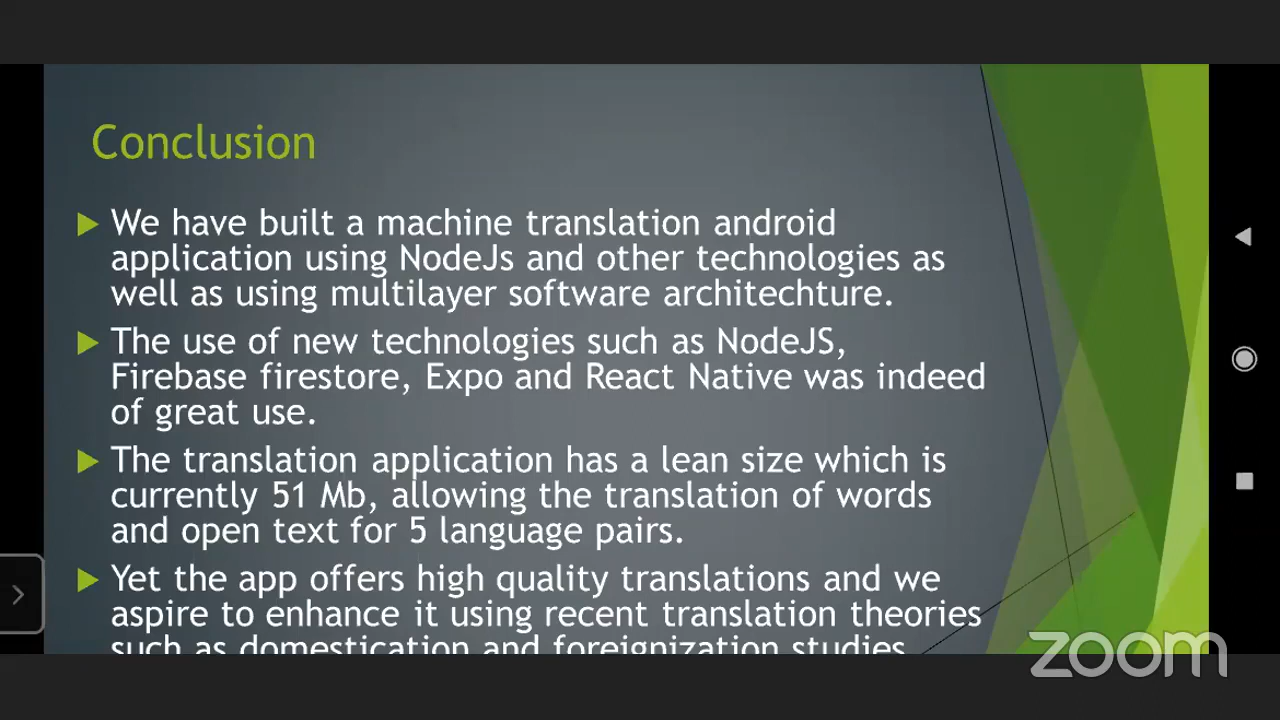 Conclusion
We have built a machine translation android
application using NodeJs and other technologies as
well as using multilayer software architechture.
The use of new technologies such as NodeJS,
Firebase firestore, Expo and React Native was indeed
of great use.
The translation application has a lean size which is
currently 51 Mb, allowing the translation of words
and open text for 5 language pairs.
Yet the app offers high quality translations and we
aspire to enhance it using recent translation theories
such as domestication and foreignization studies
zoom